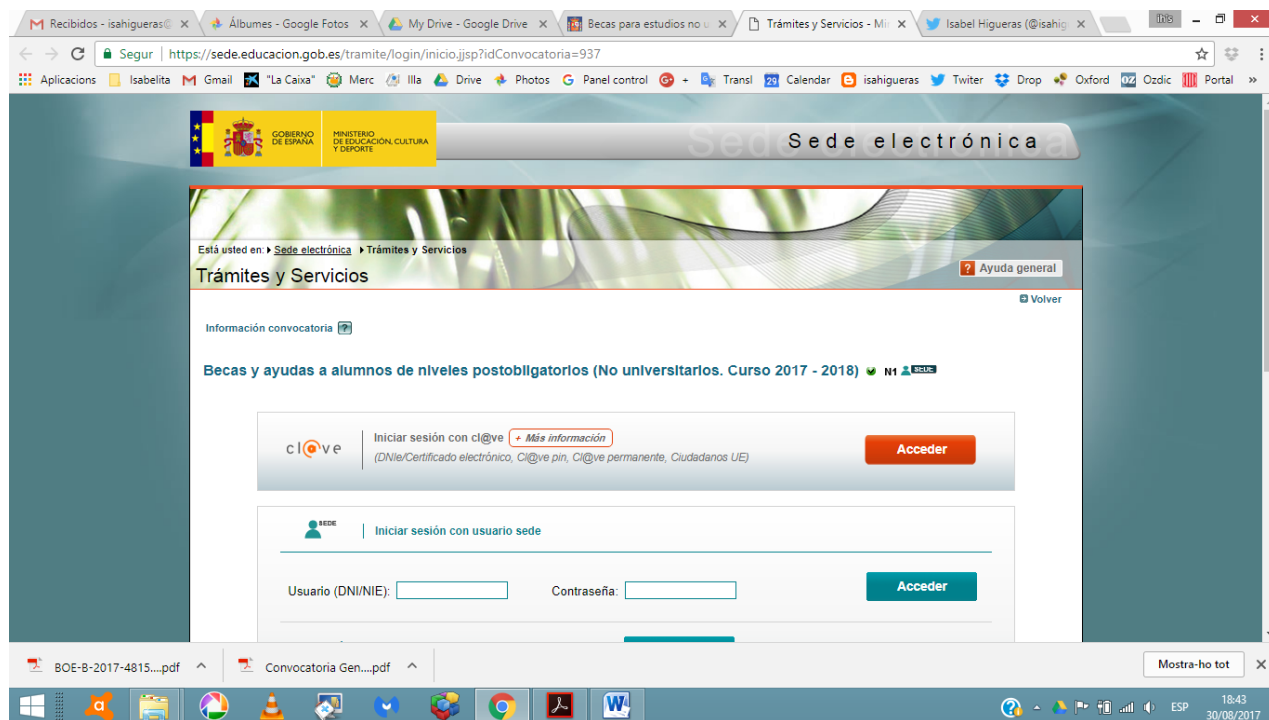 Recibidos - isahigueras@
Álbumes - Google Fotos
My Drive - Google Drive
Becas para estudios no u
Trámites y Servicios - Mi
Isabel Higueras (@isahig
Segur | https://sede.educacion.gob.es/tramite/login/inicio.jjsp?idConvocatoria=937
Aplicaciones Isabelita Gmail "La Caixa" Merc Illa Drive Photos Panel control + Transl Calendar isahigueras Twiter Drop Oxford Ozdic Portal »
GOBIERNO
DE ESPAÑA
MINISTERIO
DE EDUCACIÓN, CULTURA
Y DEPORTE
Sede electrónica
Está usted en: Sede electrónica Trámites y Servicios
Trámites y Servicios
? Ayuda general
Volver
Información convocatoria ?
Becas y ayudas a alumnos de niveles postobligatorios (No universitarios. Curso 2017 - 2018) N1 SEDE
cl@ve
Iniciar sesión con cl@ve + Más información
(DNIe/Certificado electrónico, Cl@ve pin, Cl@ve permanente, Ciudadanos UE)
Acceder
SEDE
Iniciar sesión con usuario sede
Usuario (DNI/NIE):
Contraseña:
Acceder
BOE-B-2017-4815....pdf
Convocatoria Gen....pdf
Mostra-ho tot
ESP
18:43
30/08/2017